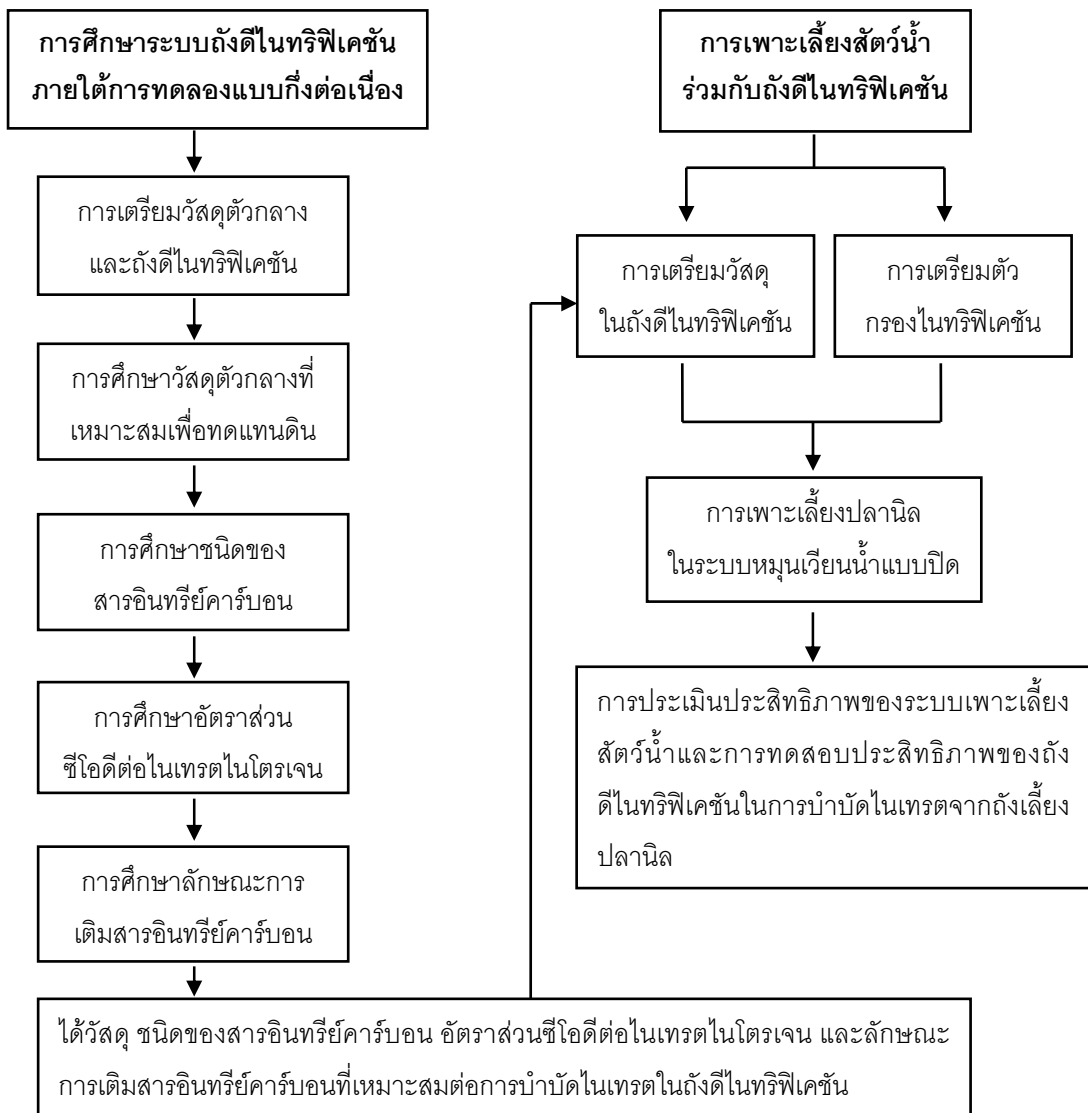 การศึกษาระบบถังดีไนทริฟิเคชัน
ภายใต้การทดลองแบบกึ่งต่อเนื่อง
การเตรียมวัสดุตัวกลาง
และถังดีไนทริฟิเคชัน
การศึกษาวัสดุตัวกลางที่
เหมาะสมเพื่อทดแทนดิน
การศึกษาชนิดของ
สารอินทรีย์คาร์บอน
การศึกษาอัตราส่วน
ซีโอดีต่อไนเทรตไนโตรเจน
การศึกษาลักษณะการ
เติมสารอินทรีย์คาร์บอน
ได้วัสดุ ชนิดของสารอินทรีย์คาร์บอน อัตราส่วนซีโอดีต่อไนเทรตไนโตรเจน และลักษณะ
การเติมสารอินทรีย์คาร์บอนที่เหมาะสมต่อการบำบัดไนเทรตในถังดีไนทริฟิเคชัน
การเพาะเลี้ยงสัตว์น้ำ
ร่วมกับถังดีไนทริฟิเคชัน
การเตรียมวัสดุ
ในถังดีไนทริฟิเคชัน
การเตรียมตัว
กรองไนทริฟิเคชัน
การเพาะเลี้ยงปลานิล
ในระบบหมุนเวียนน้ำแบบปิด
การประเมินประสิทธิภาพของระบบเพาะเลี้ยง
สัตว์น้ำและการทดสอบประสิทธิภาพของถัง
ดีไนทริฟิเคชันในการบำบัดไนเทรตจากถังเลี้ยง
ปลานิล